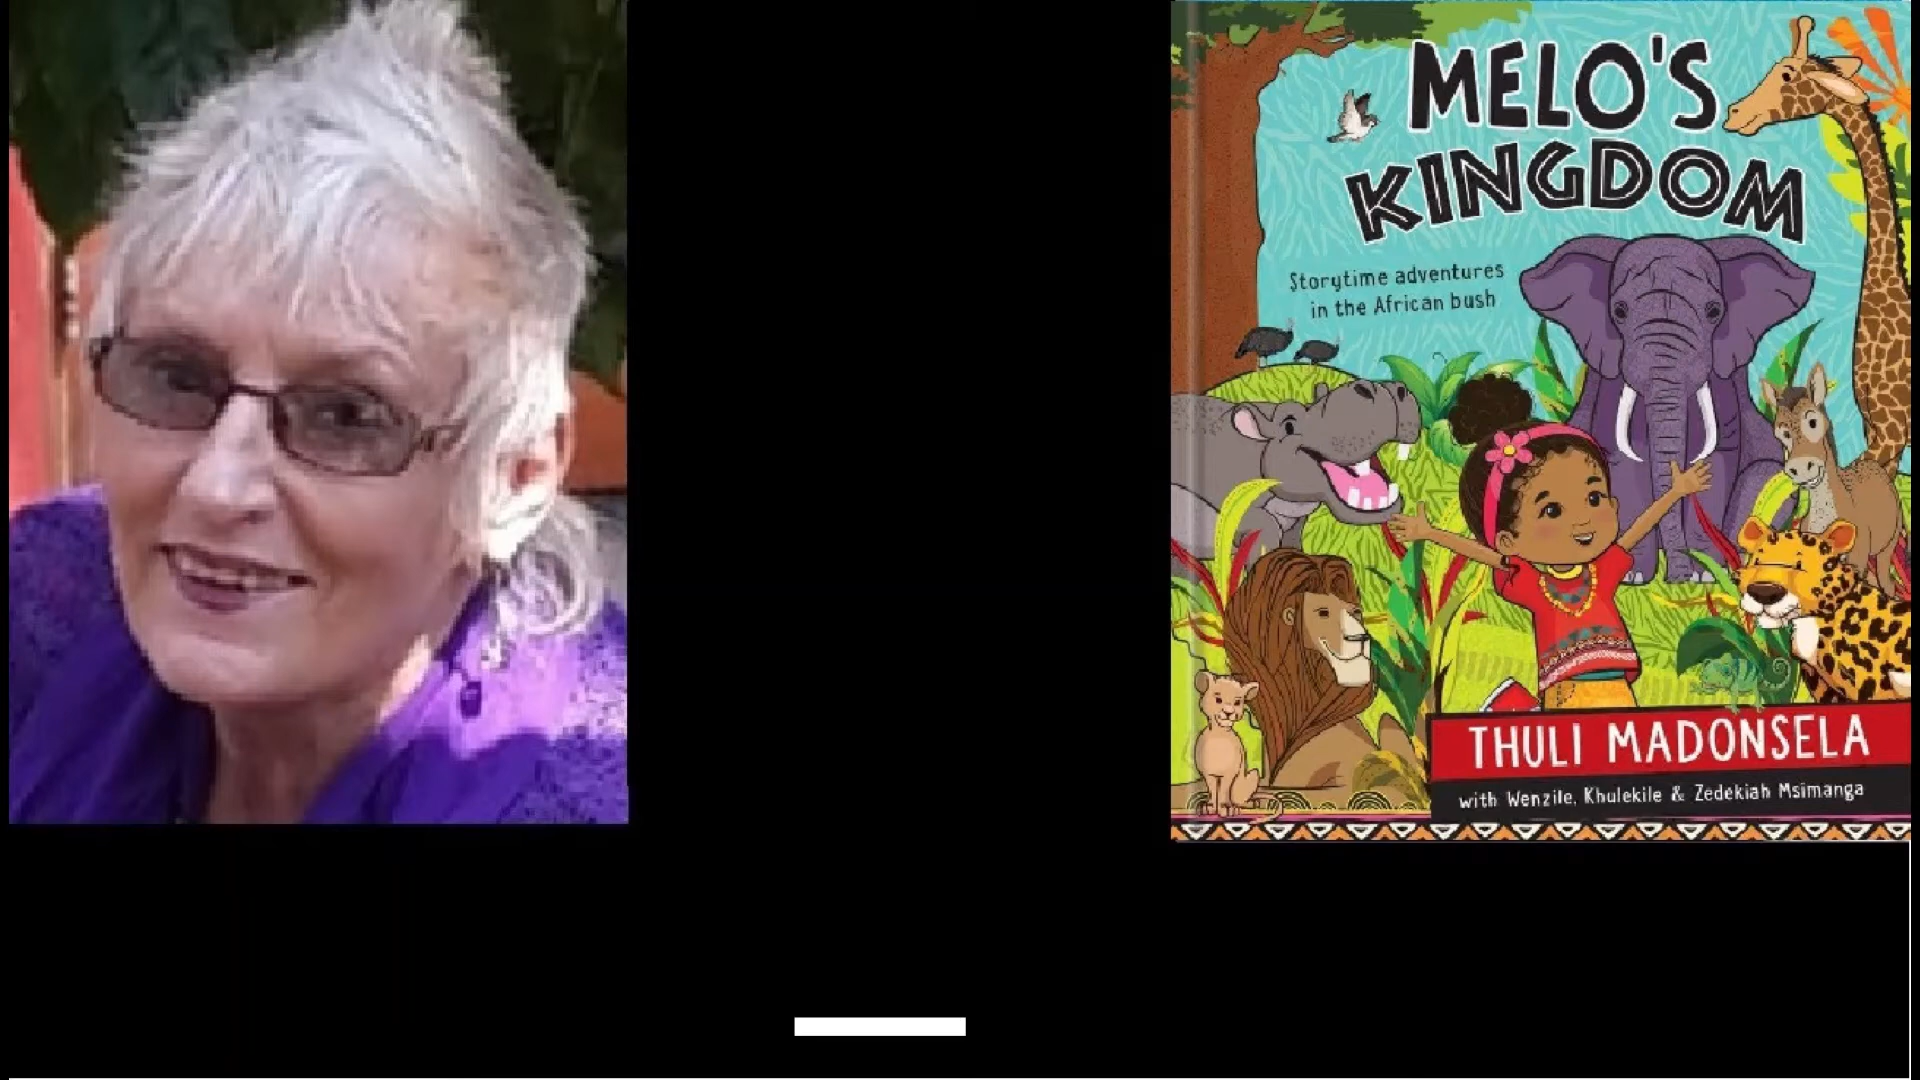 MELO'S
KINGDOM
Storytime adventures
in the African bush
THULI MADONSELA
with Wenzile, Khulekile & Zedekiah Msimanga